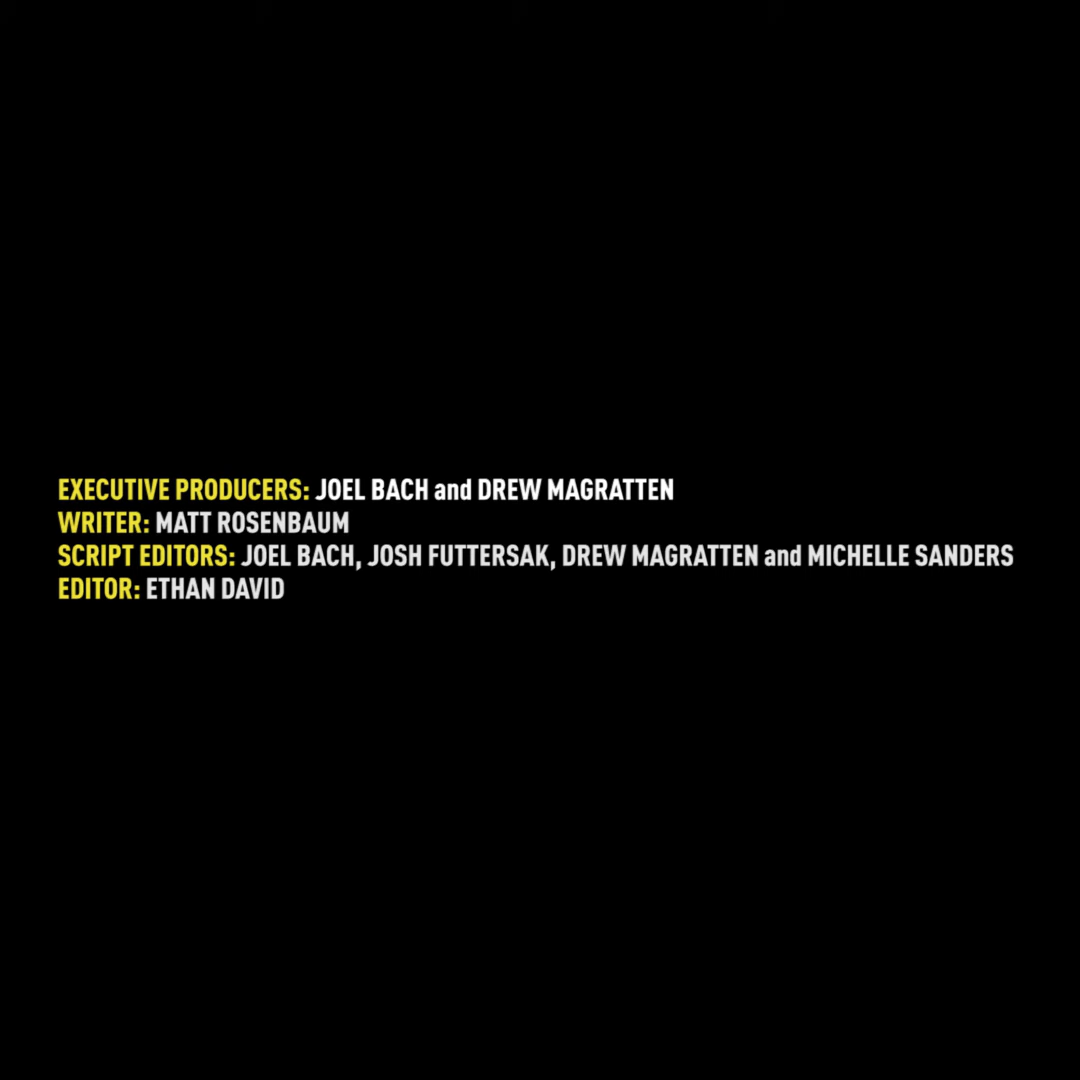 EXECUTIVE PRODUCERS: JOEL BACH and DREW MAGRATTEN
WRITER: MATT ROSENBAUM
SCRIPT EDITORS: JOEL BACH, JOSH FUTTERSAK, DREW MAGRATTEN and MICHELLE SANDERS
EDITOR: ETHAN DAVID